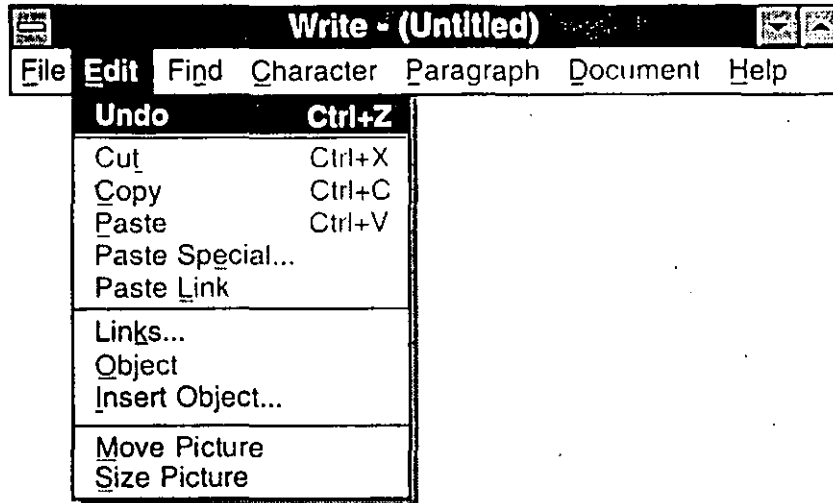 Write - (Untitled)
File Edit Find Character Paragraph Document Help
Undo Ctrl+Z
Cut Ctrl+X
Copy Ctrl+C
Paste Ctrl+V
Paste Special...
Paste Link
Links...
Object
Insert Object...
Move Picture
Size Picture